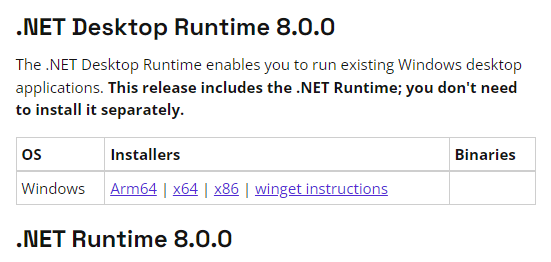 .NET Desktop Runtime 8.0.0
The .NET Desktop Runtime enables you to run existing Windows desktop
applications. This release includes the .NET Runtime; you don't need
to install it separately.
OS Installers Binaries
Windows Arm64 | x64 | x86 | winget instructions
.NET Runtime 8.0.0